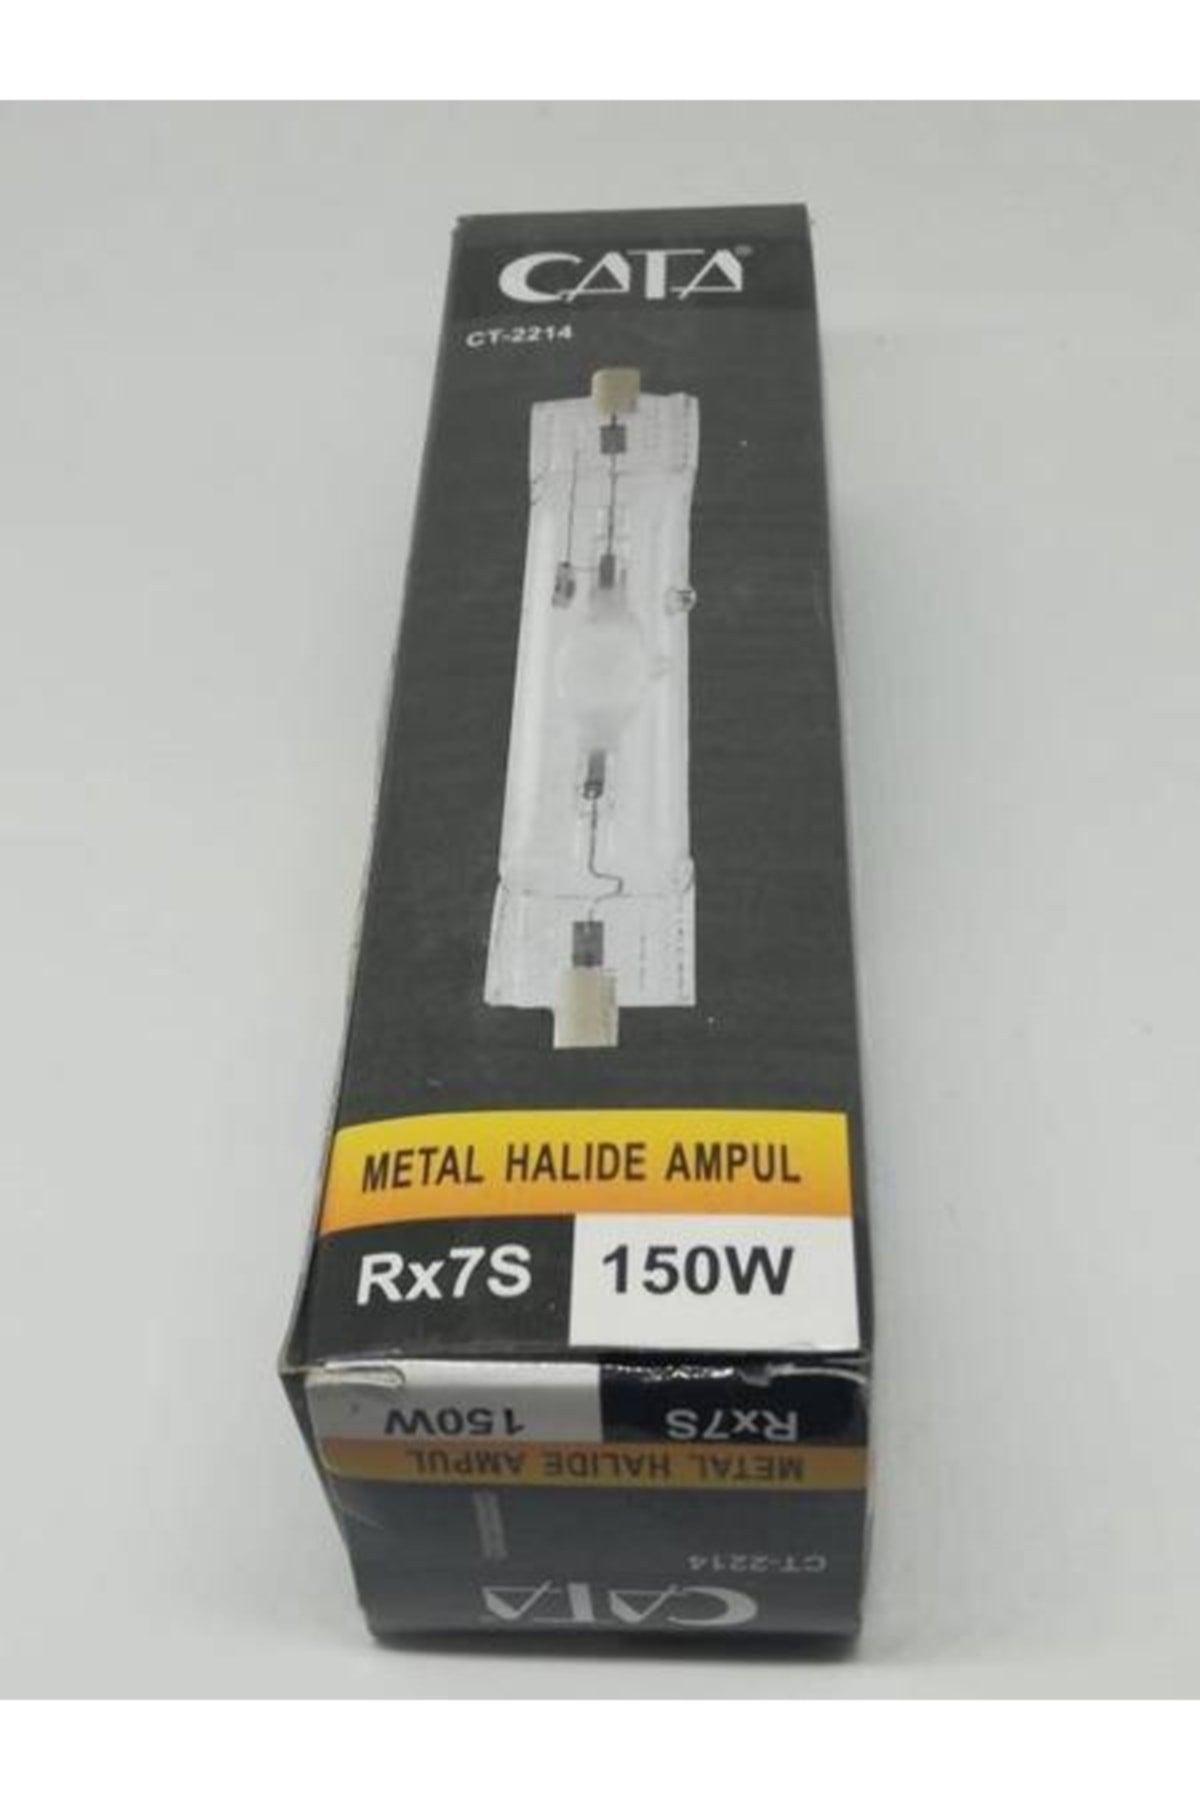 CATA®
CT-2214
METAL HALIDE AMPUL
Rx7S 150W
Rx7S 150W
METAL HALIDE AMPUL
CT-2214
CATA